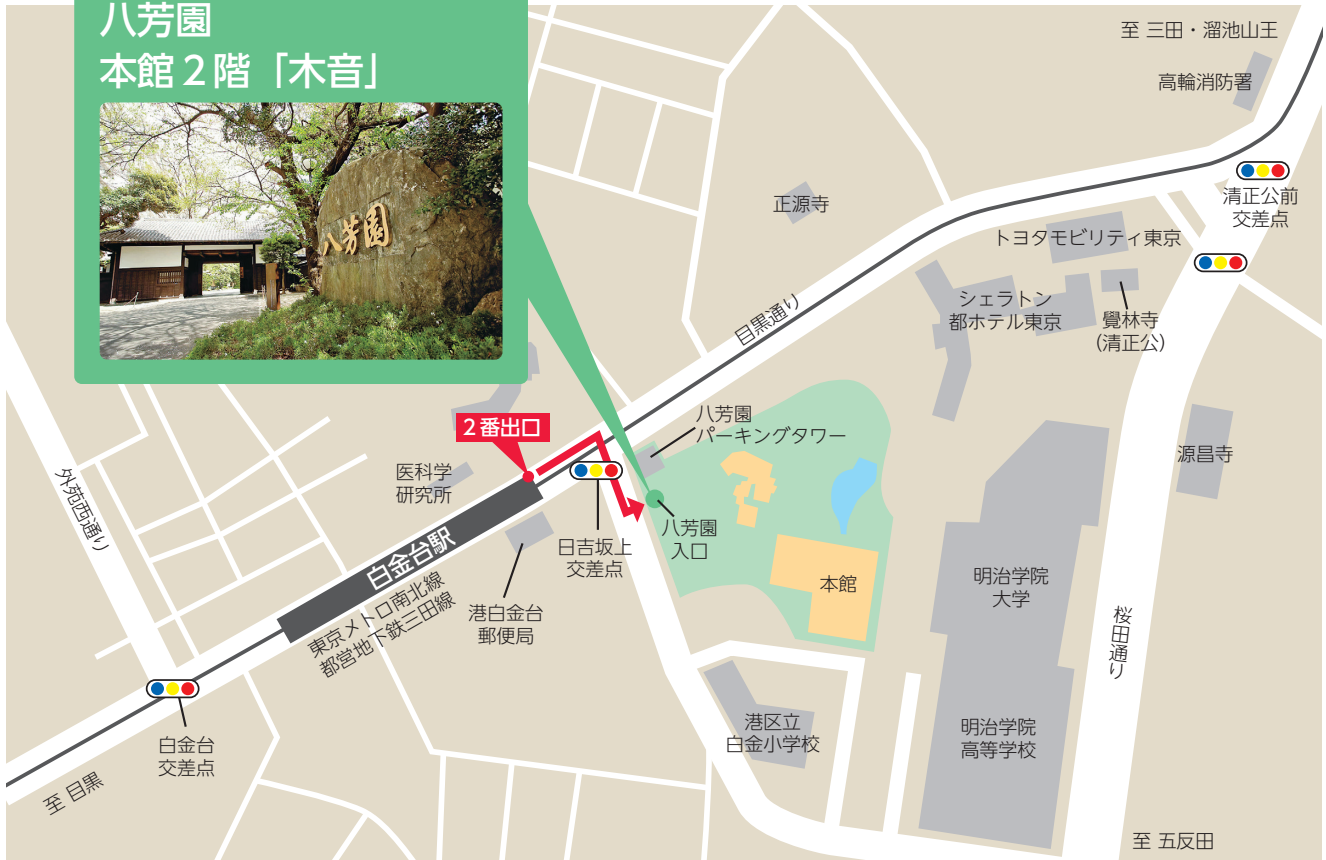 八芳園
本館2階「木音」
八芳園
至 三田・溜池山王
高輪消防署
清正公前
交差点
正源寺
トヨタモビリティ東京
シェラトン
都ホテル東京
覺林寺
(清正公)
目黒通り
八芳園
パーキングタワー
2番出口
医科学
研究所
源昌寺
外苑西通り
白金台駅
東京メトロ南北線
都営地下鉄三田線
日吉坂上
交差点
八芳園
入口
港白金台
郵便局
本館
明治学院
大学
桜田通り
港区立
白金小学校
明治学院
高等学校
白金台
交差点
至 目黒
至 五反田